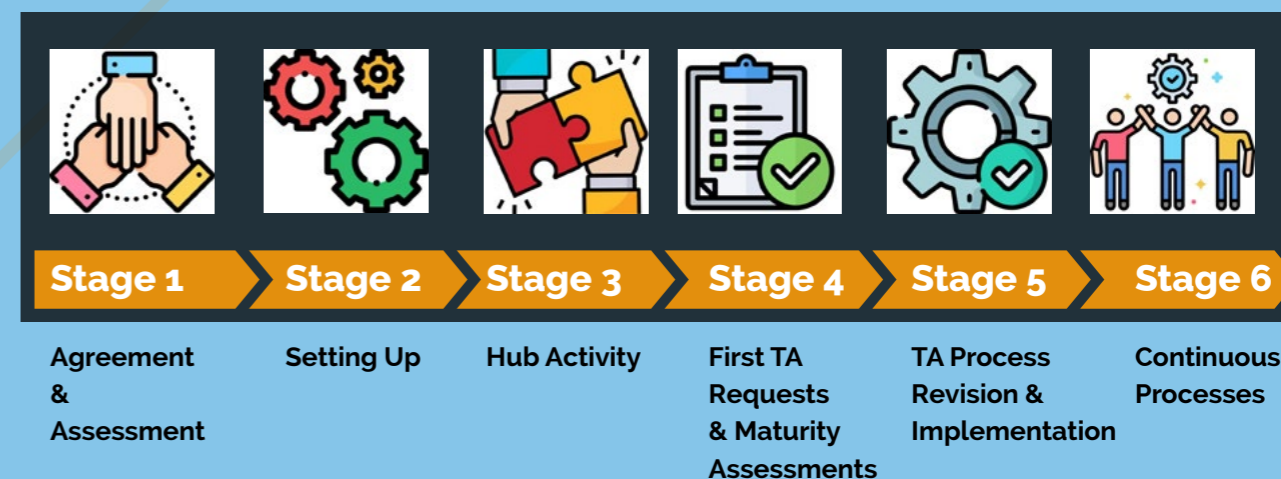 Stage 1
Stage 2
Stage 3
Stage 4
Stage 5
Stage 6
Agreement
&
Assessment
Setting Up
Hub Activity
First TA
Requests
& Maturity
Assessments
TA Process
Revision &
Implementation
Continuous
Processes